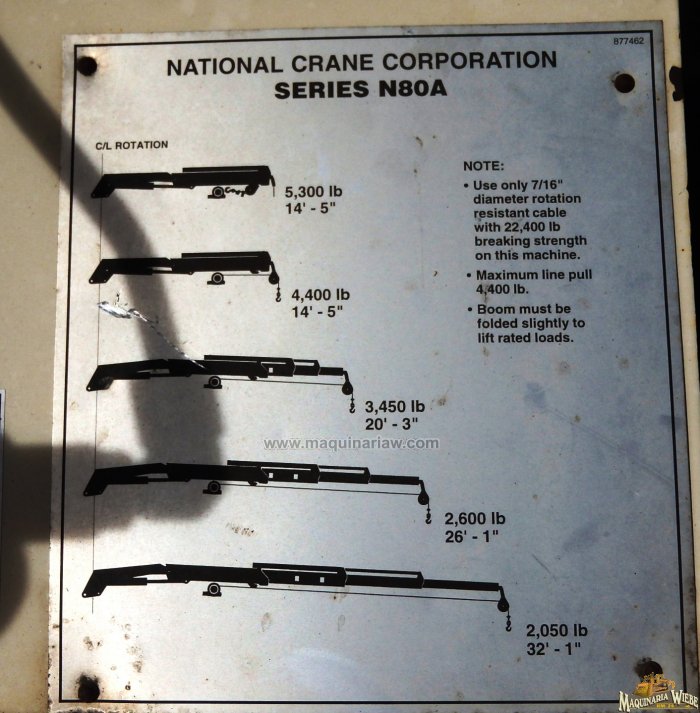 877462
NATIONAL CRANE CORPORATION
SERIES N80A
C/L ROTATION
5,300 lb
14' - 5"
4,400 lb
14' - 5"
3,450 lb
20' - 3"
2,600 lb
26' - 1"
2,050 lb
32' - 1"
NOTE:
• Use only 7/16"
diameter rotation
resistant cable
with 22,400 lb
breaking strength
on this machine.
• Maximum line pull
4,400 lb.
• Boom must be
folded slightly to
lift rated loads.
www.maquinariaw.com
MAQUINARIA WIEBE